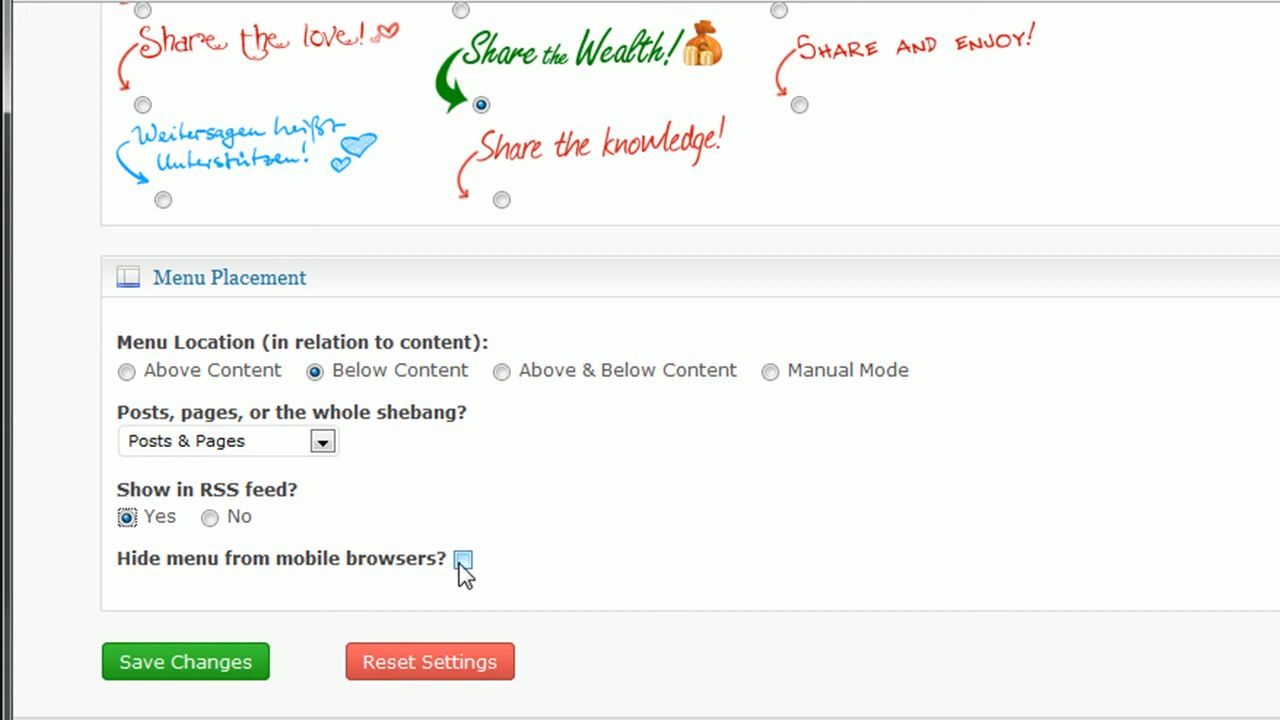 Share the love!
Share the Wealth!
SHARE AND ENJOY!
Weitersagen heißt
Unterstützen!
Share the knowledge!
Menu Placement
Menu Location (in relation to content):
Above Content Below Content Above & Below Content Manual Mode
Posts, pages, or the whole shebang?
Posts & Pages
Show in RSS feed?
Yes No
Hide menu from mobile browsers?
Save Changes Reset Settings